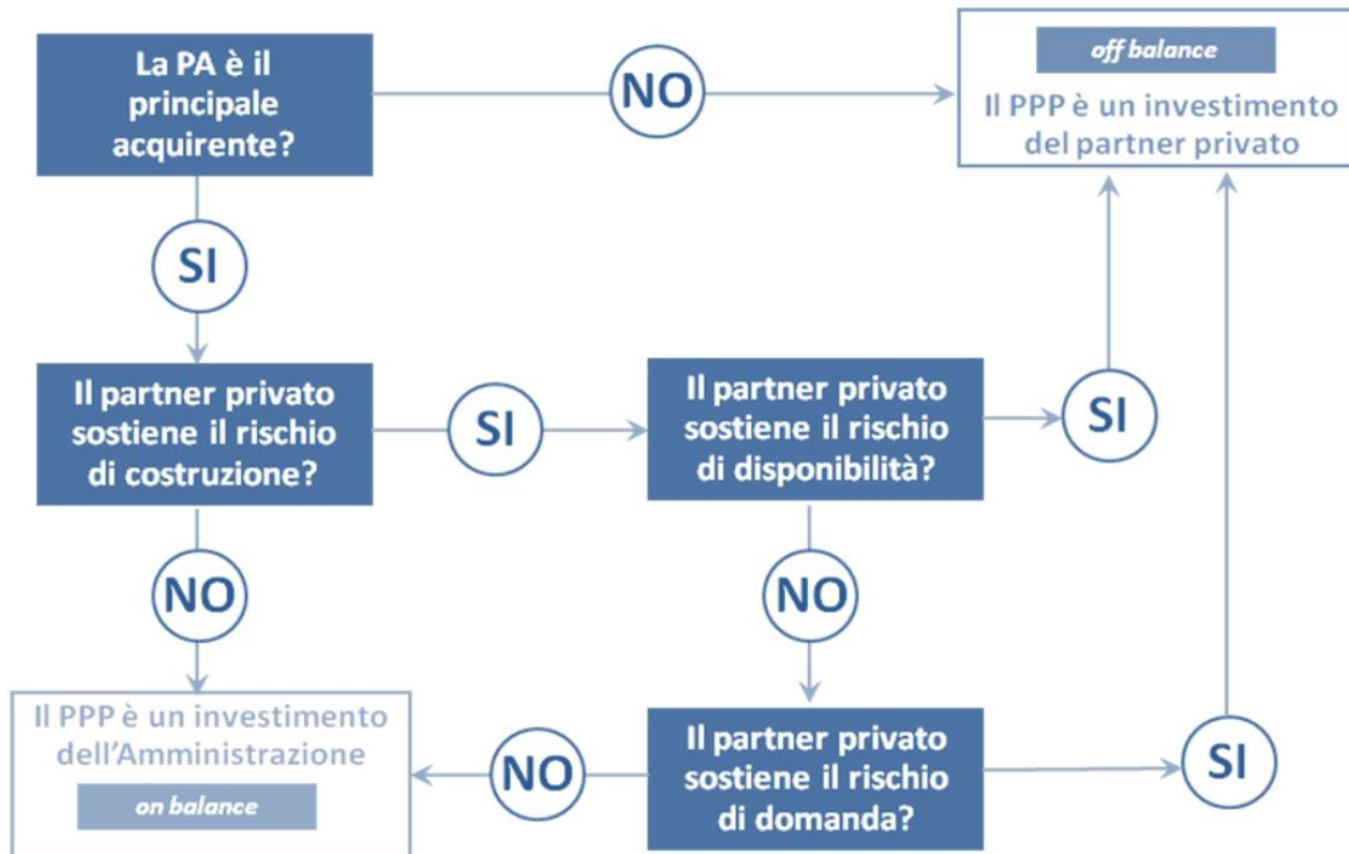 La PA è il
principale
acquirente?
NO
off balance
Il PPP è un investimento
del partner privato
SI
Il partner privato
sostiene il rischio
di costruzione?
SI
Il partner privato
sostiene il rischio
di disponibilità?
SI
NO
NO
Il PPP è un investimento
dell'Amministrazione
on balance
NO
Il partner privato
sostiene il rischio
di domanda?
SI